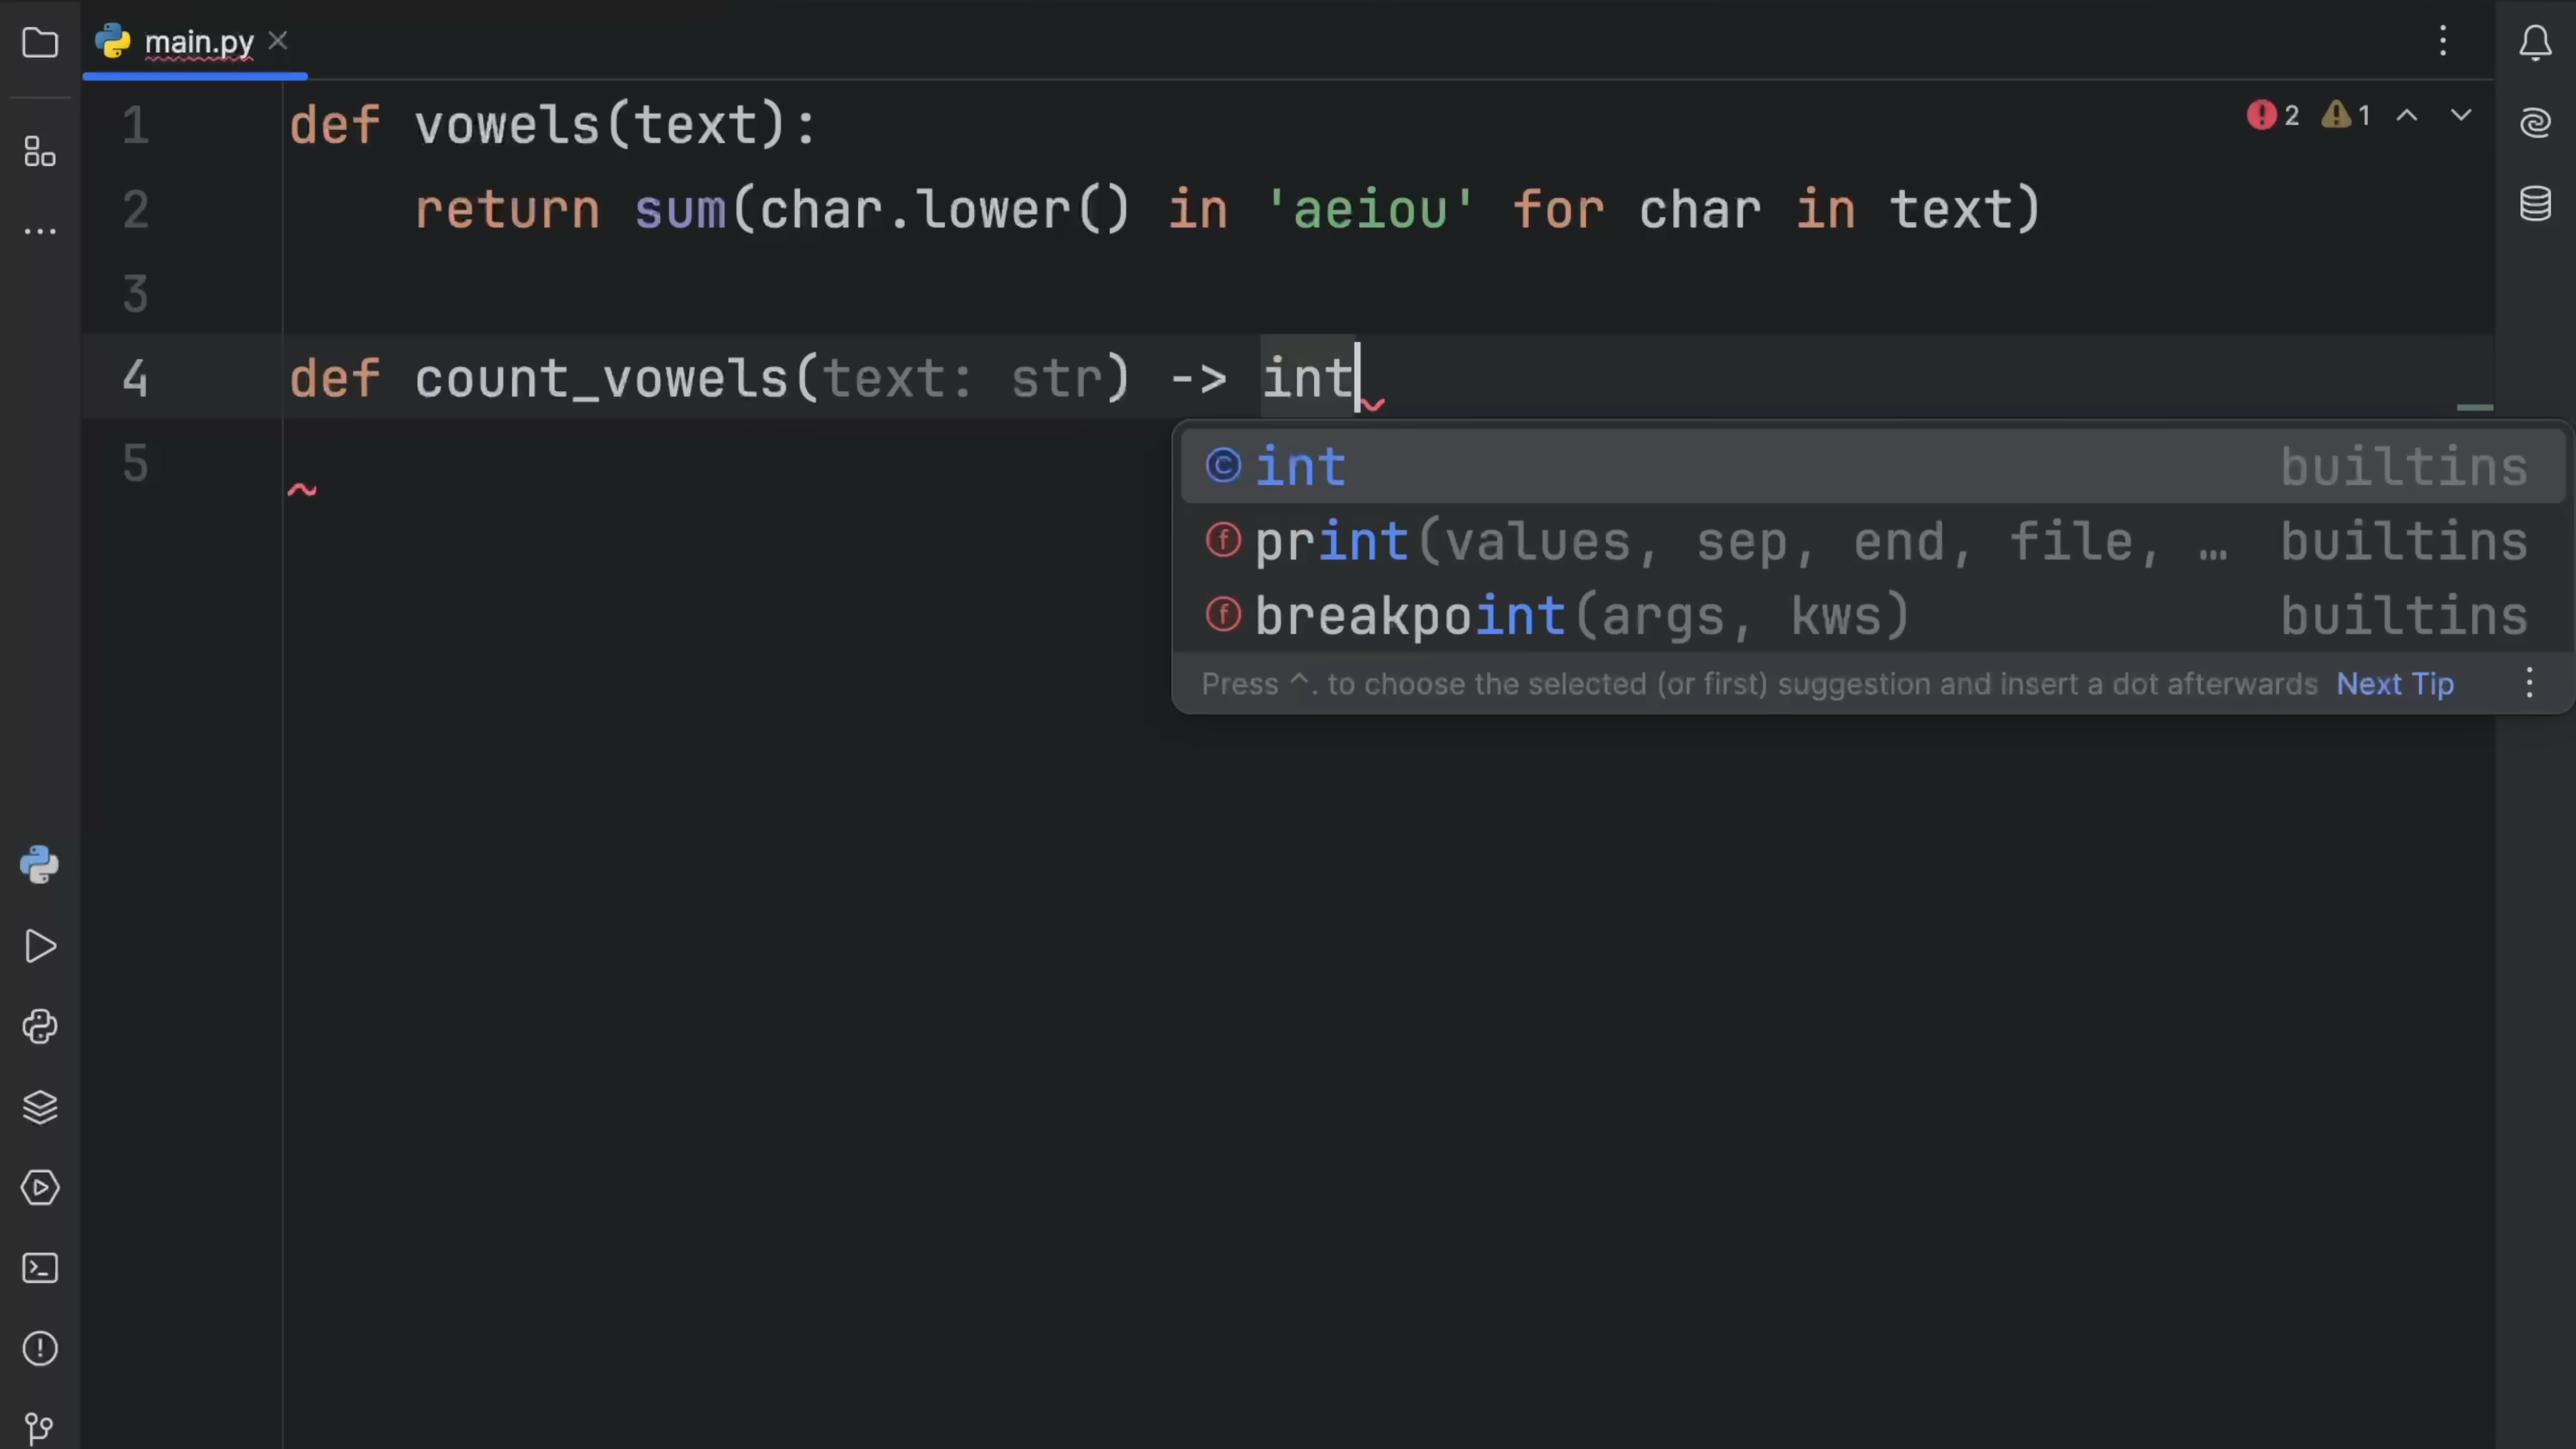 main.py
2 1
1 def vowels(text):
2 return sum(char.lower() in 'aeiou' for char in text)
3
4 def count_vowels(text: str) -> int
5
int builtins
print(values, sep, end, file, … builtins
breakpoint(args, kws) builtins
Press ^. to choose the selected (or first) suggestion and insert a dot afterwards Next Tip